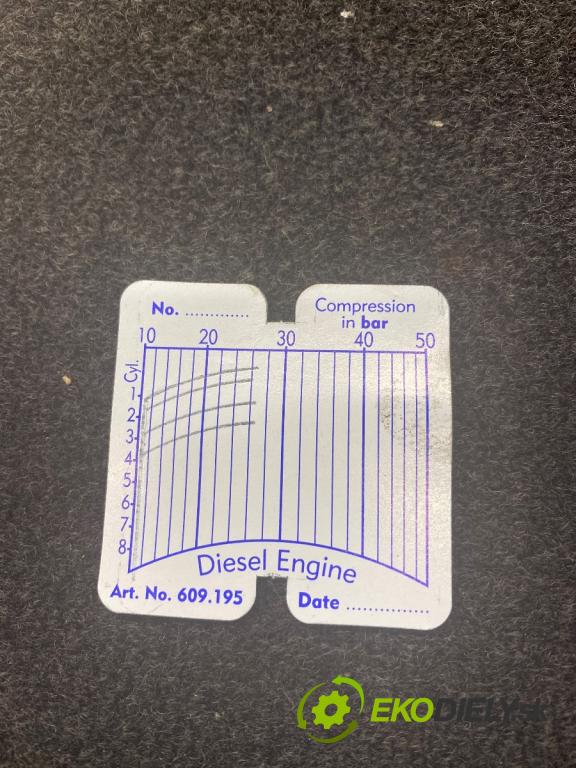 No. .............
Compression
in bar
10 20 30 40 50
Cyl.
1
2
3
4
5
6
7
8
Diesel Engine
Art. No. 609.195
Date ................
EKODIELY.sk